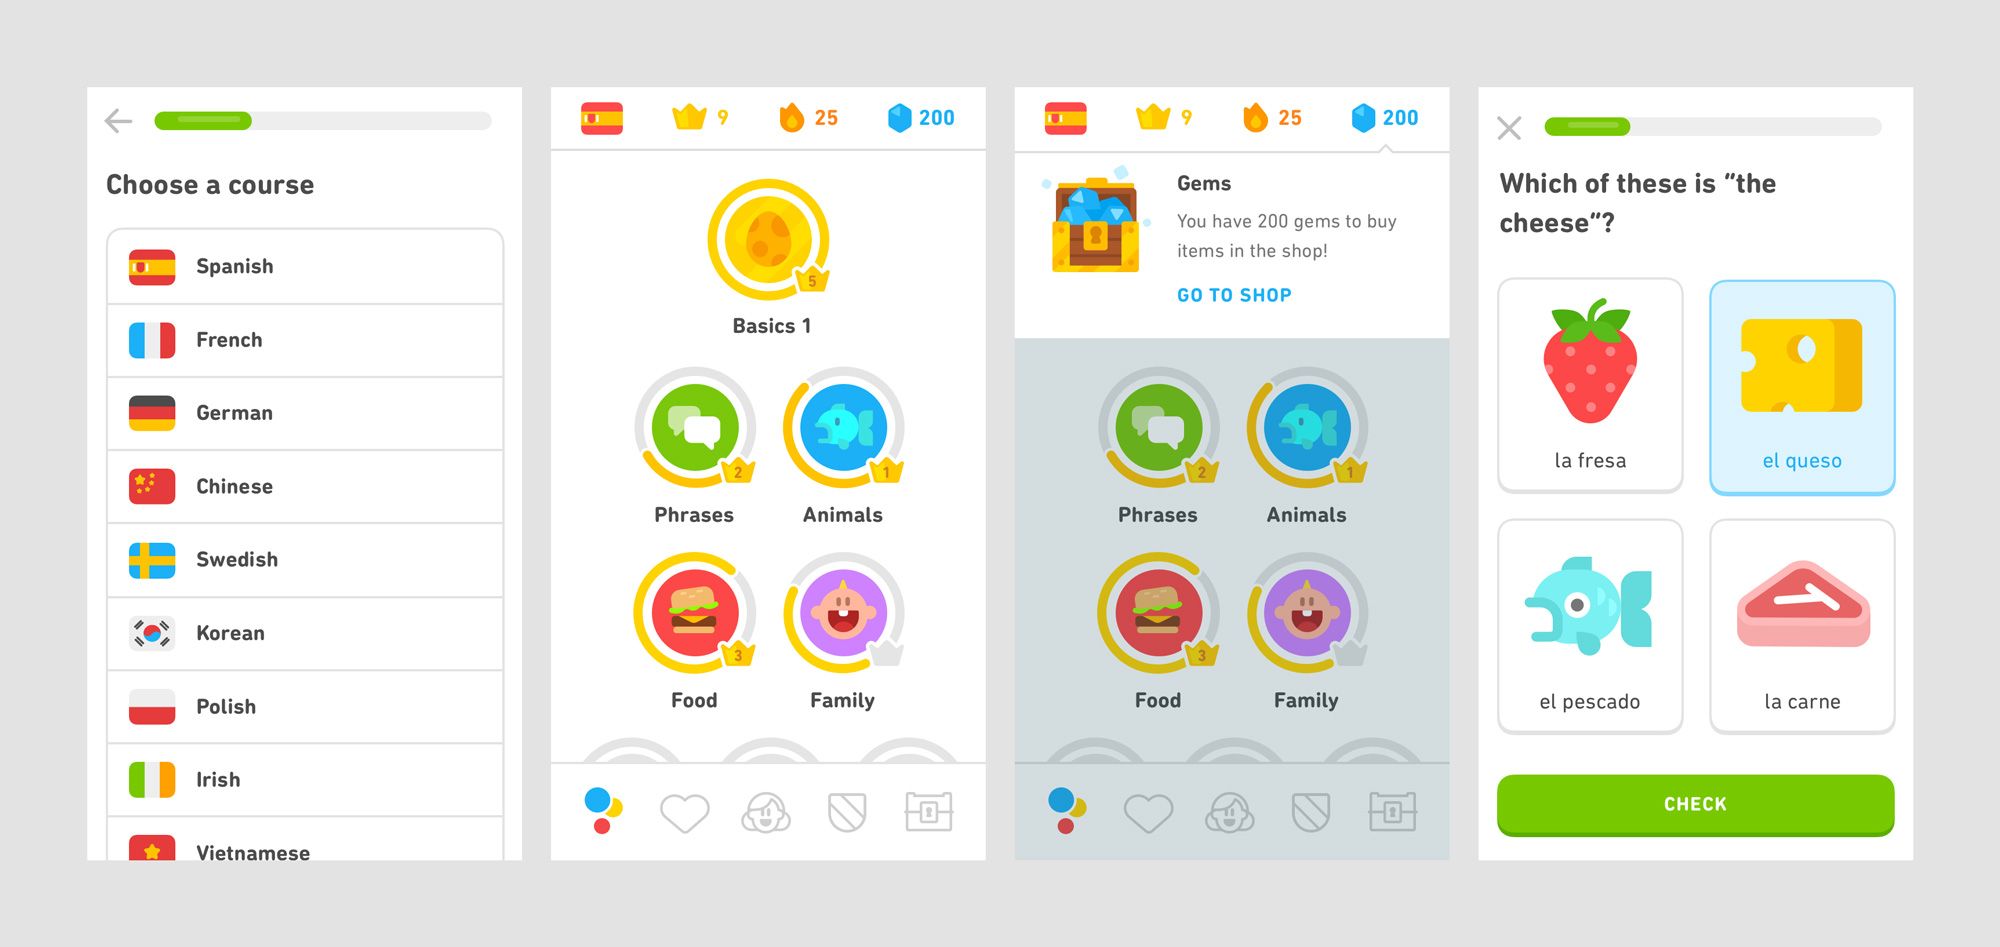 Choose a course
Spanish
French
German
Chinese
Swedish
Korean
Polish
Irish
Vietnamese
9
25
200
5
Basics 1
2
1
Phrases
Animals
3
Food
Family
9
25
200
Gems
You have 200 gems to buy
items in the shop!
GO TO SHOP
2
1
Phrases
Animals
3
Food
Family
Which of these is "the
cheese"?
la fresa
el queso
el pescado
la carne
CHECK